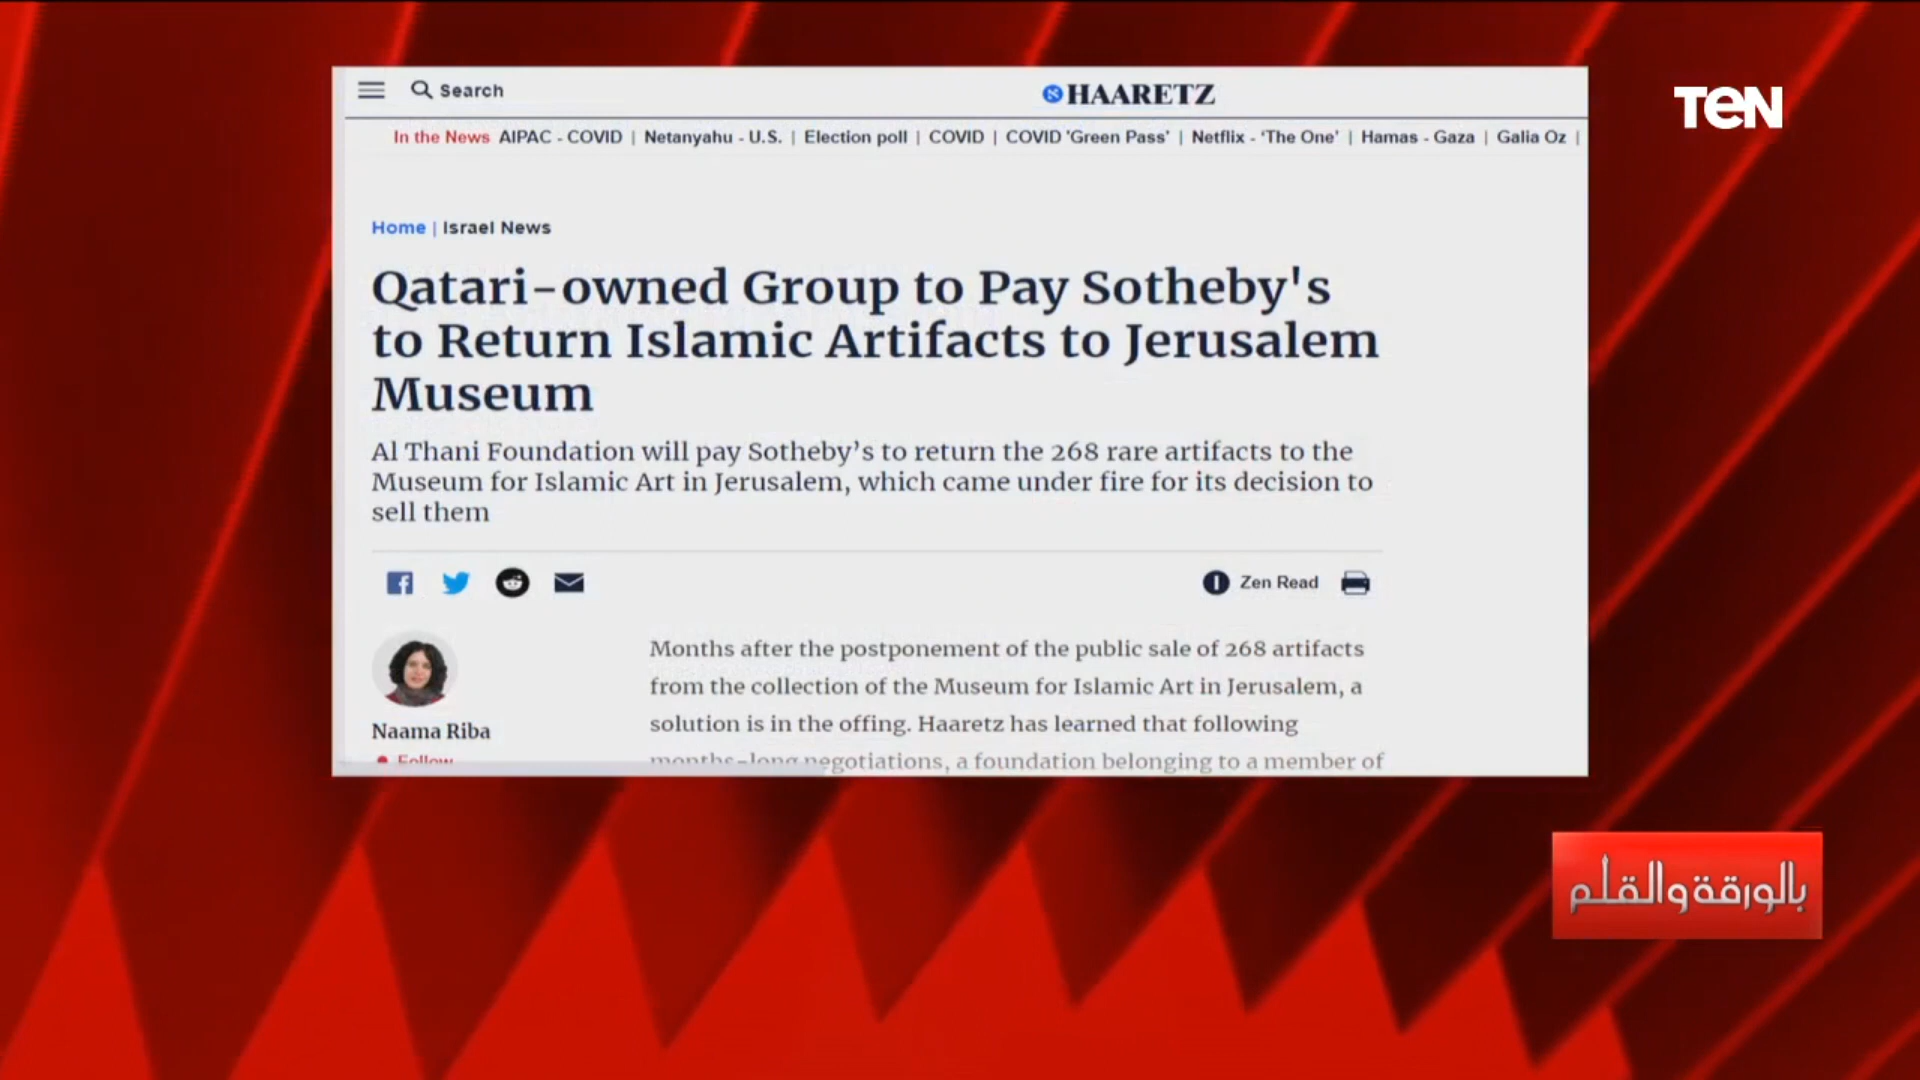 Search
HAARETZ
TeN
In the News AIPAC - COVID | Netanyahu - U.S. | Election poll | COVID | COVID 'Green Pass' | Netflix - 'The One' | Hamas - Gaza | Galia Oz |
Home | Israel News
Qatari-owned Group to Pay Sotheby's
to Return Islamic Artifacts to Jerusalem
Museum
Al Thani Foundation will pay Sotheby's to return the 268 rare artifacts to the
Museum for Islamic Art in Jerusalem, which came under fire for its decision to
sell them
Zen Read
Months after the postponement of the public sale of 268 artifacts
from the collection of the Museum for Islamic Art in Jerusalem, a
solution is in the offing. Haaretz has learned that following
months-long negotiations, a foundation belonging to a member of
Naama Riba
Follow
بالورقة والقلم